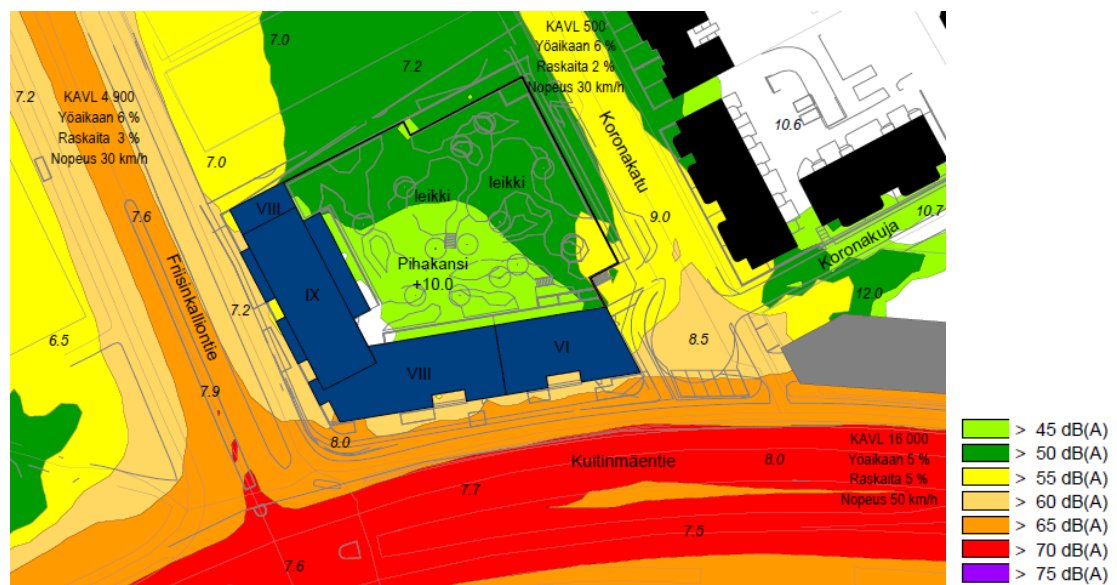 7.0
KAVL 500
Yöaikaan 6 %
Raskaita 2 %
Nopeus 30 km/h
7.2
7.2
KAVL 4 900
Yöaikaan 6 %
Raskaita 3 %
Nopeus 30 km/h
10.6
7.0
leikki
leikki
Koronakatu
7.6
VIII
9.0
10.7
Koronakuja
Pihakansi
+10.0
Friisinkalliontie
IX
7.2
12.0
6.5
8.5
VI
VIII
7.9
8.0
KAVL 16 000
Yöaikaan 5 %
Raskaita 5 %
Nopeus 50 km/h
Kuitinmäentie
8.0
7.7
7.5
7.6
> 45 dB(A)
> 50 dB(A)
> 55 dB(A)
> 60 dB(A)
> 65 dB(A)
> 70 dB(A)
> 75 dB(A)